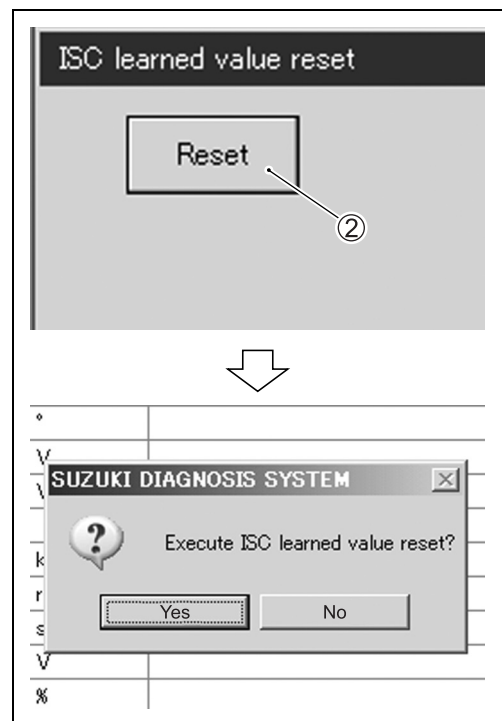 ISC learned value reset
Reset
②
°
V
SUZUKI DIAGNOSIS SYSTEM
Execute ISC learned value reset?
k
r
Yes
No
s
V
%